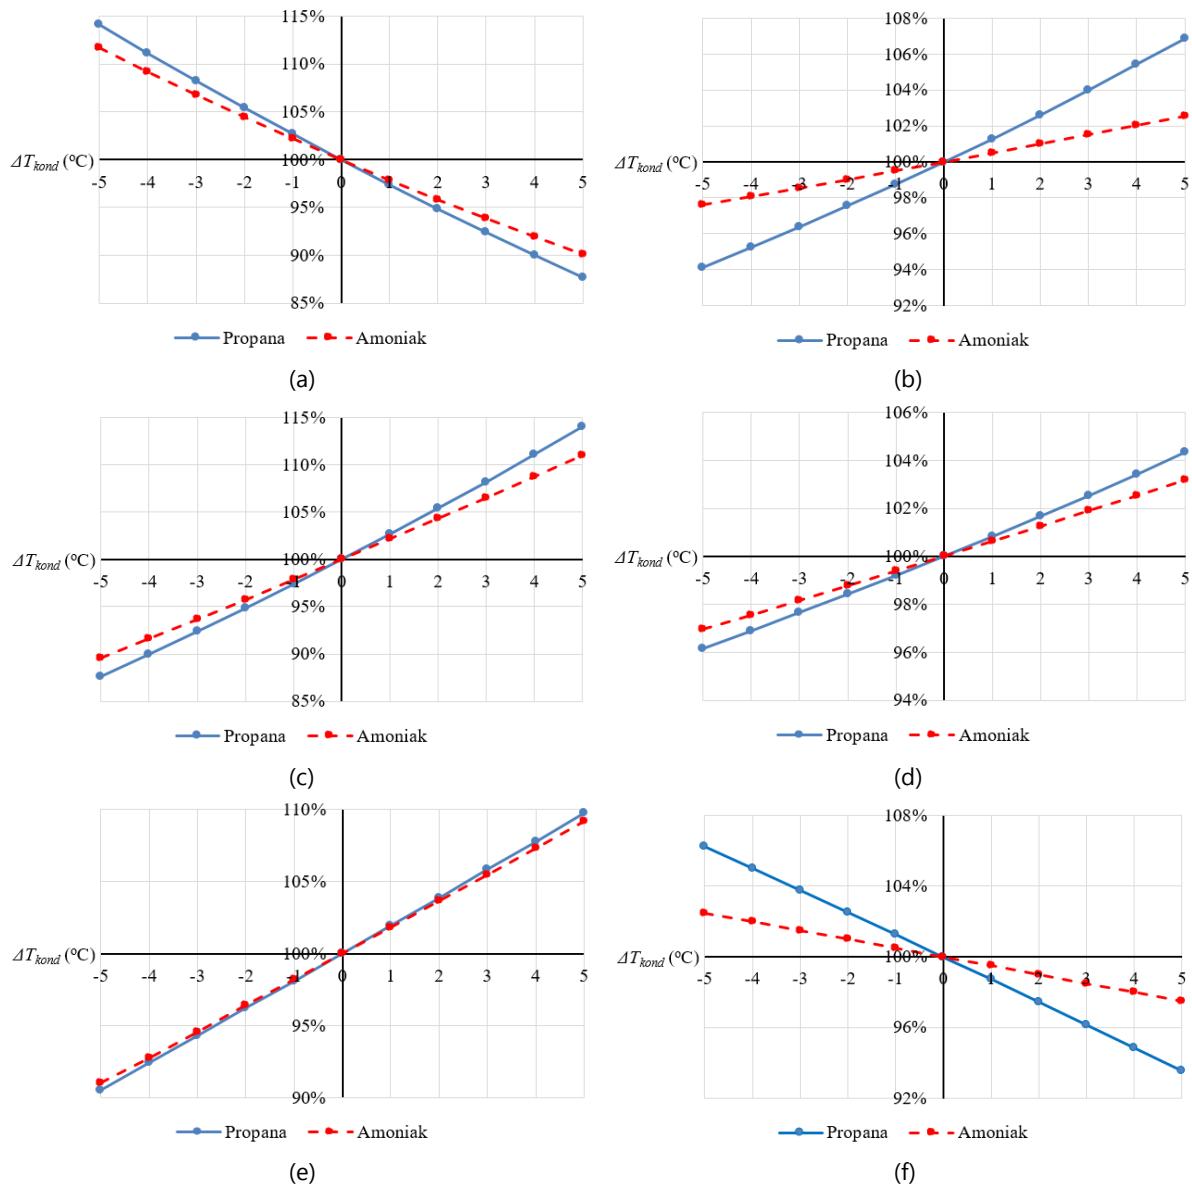 115%
110%
105%
100%
95%
90%
85%
ΔTkond (ºC)
-5 -4 -3 -2 -1 0 1 2 3 4 5
Propana Amoniak
(a)
108%
106%
104%
102%
100%
98%
96%
94%
92%
ΔTkond (ºC)
-5 -4 -3 -2 -1 0 1 2 3 4 5
Propana Amoniak
(b)
115%
110%
105%
100%
95%
90%
85%
ΔTkond (ºC)
-5 -4 -3 -2 -1 0 1 2 3 4 5
Propana Amoniak
(c)
106%
104%
102%
100%
98%
96%
94%
ΔTkond (ºC)
-5 -4 -3 -2 -1 0 1 2 3 4 5
Propana Amoniak
(d)
110%
105%
100%
95%
90%
ΔTkond (ºC)
-5 -4 -3 -2 -1 0 1 2 3 4 5
Propana Amoniak
(e)
108%
104%
100%
96%
92%
ΔTkond (ºC)
-5 -4 -3 -2 -1 0 1 2 3 4 5
Propana Amoniak
(f)